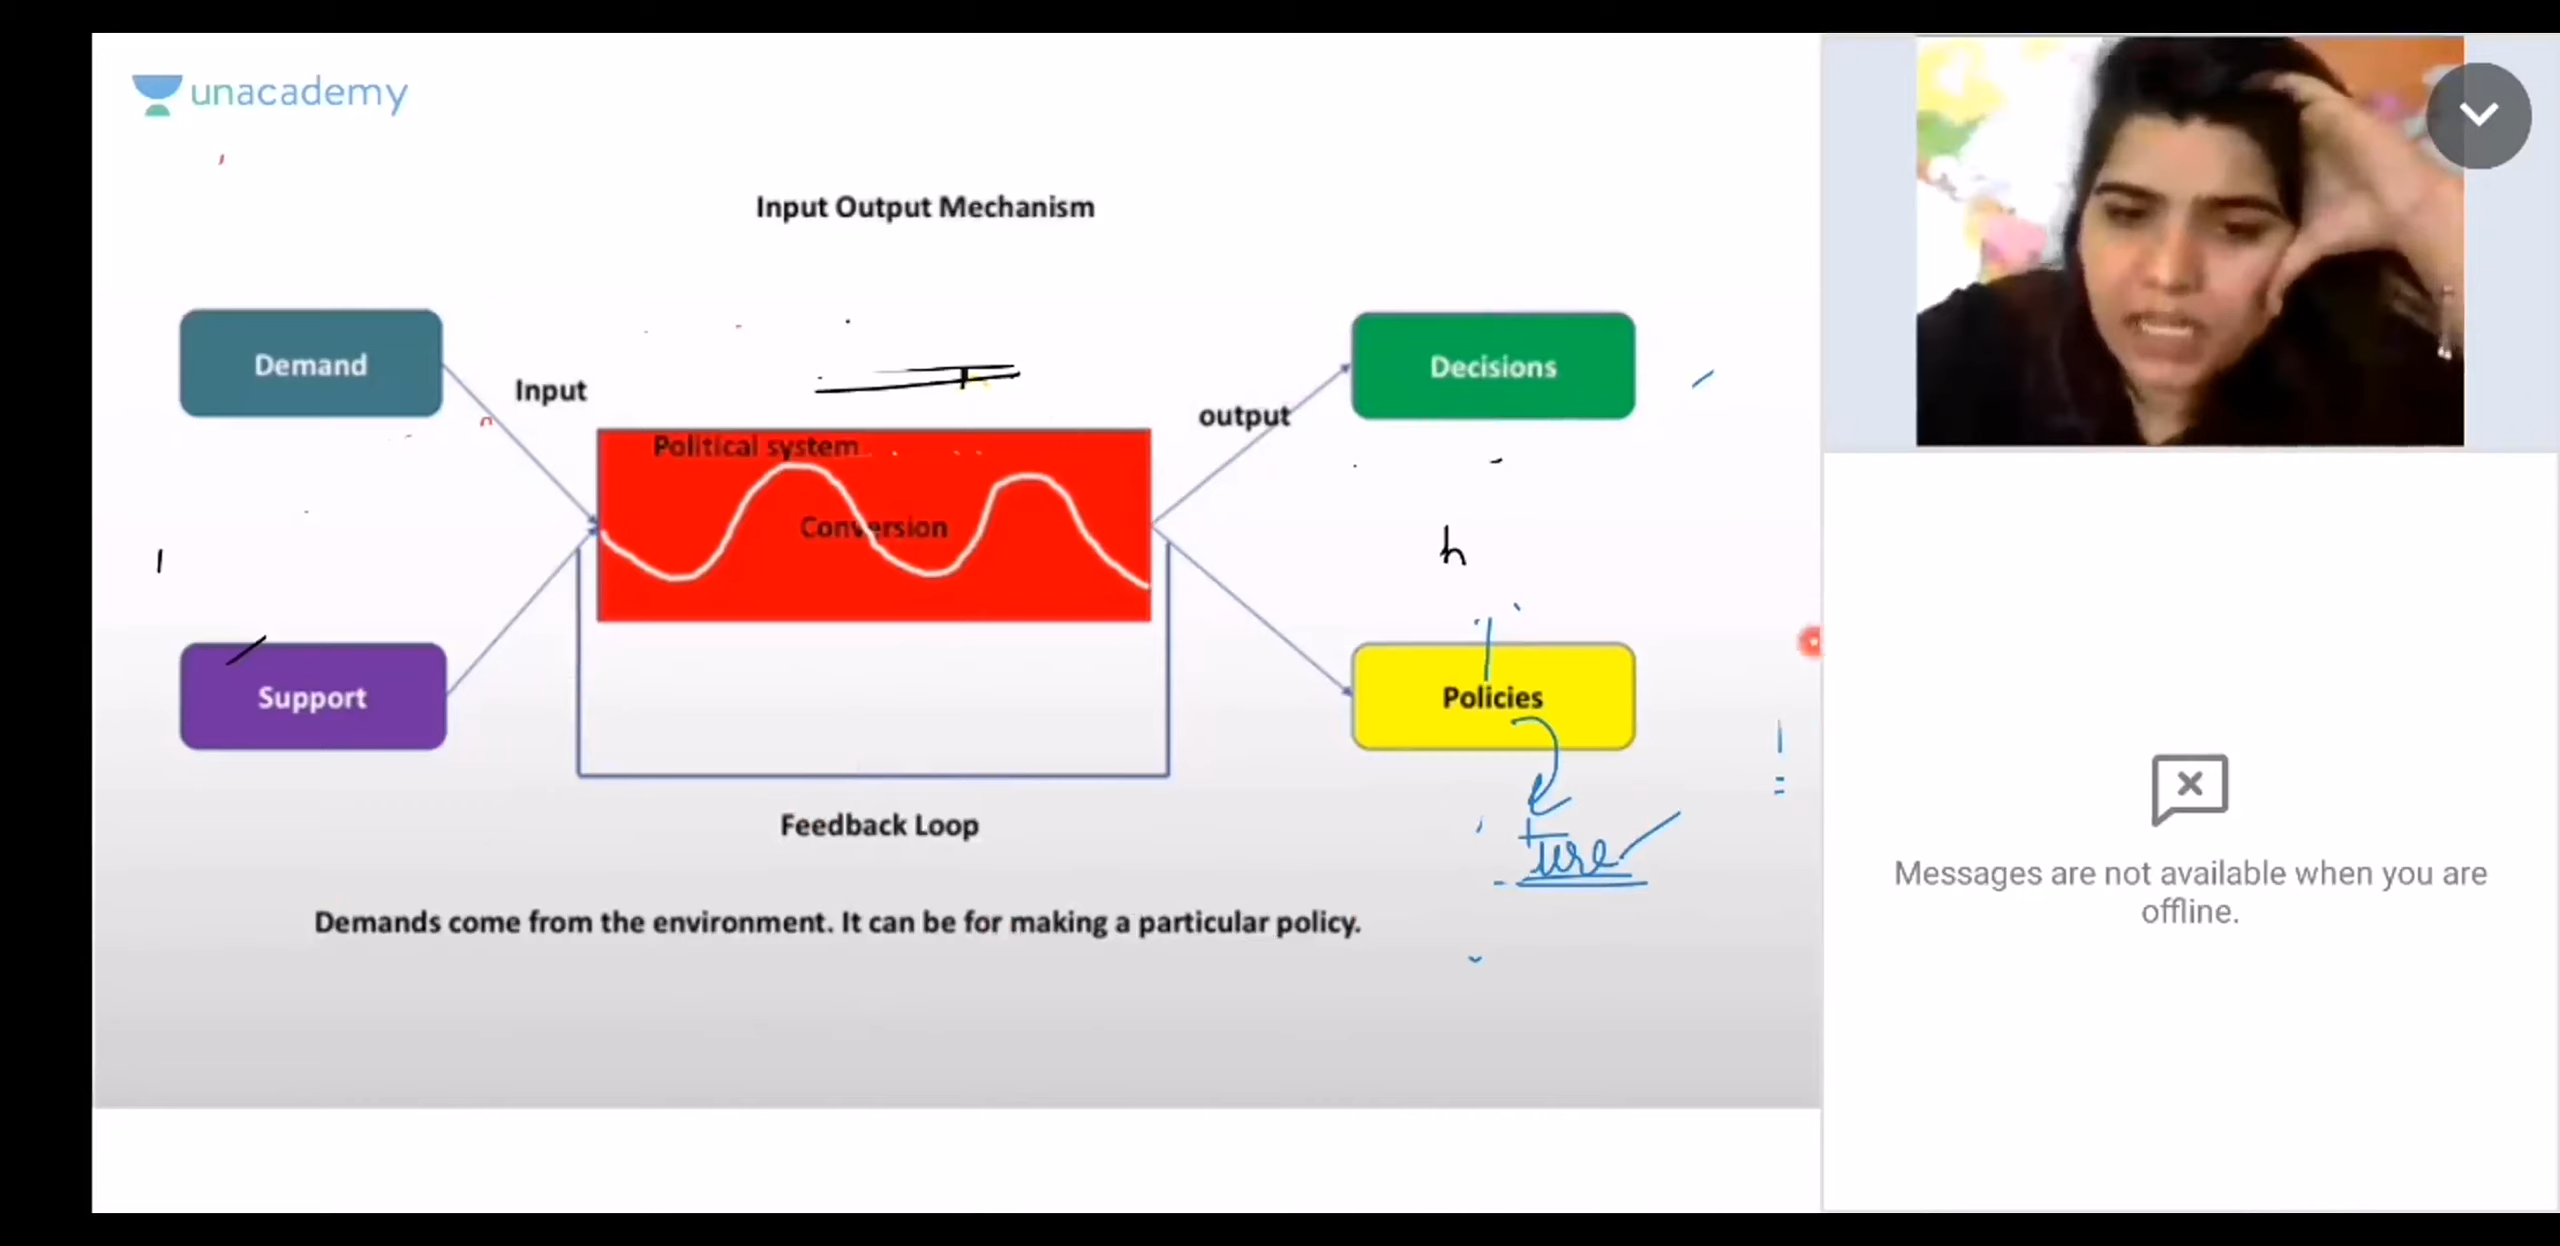 unacademy
Input Output Mechanism
Demand
Input
Decisions
output
Political system
Conversion
h
Support
Policies
Feedback Loop
Demands come from the environment. It can be for making a particular policy.
Messages are not available when you are
offline.